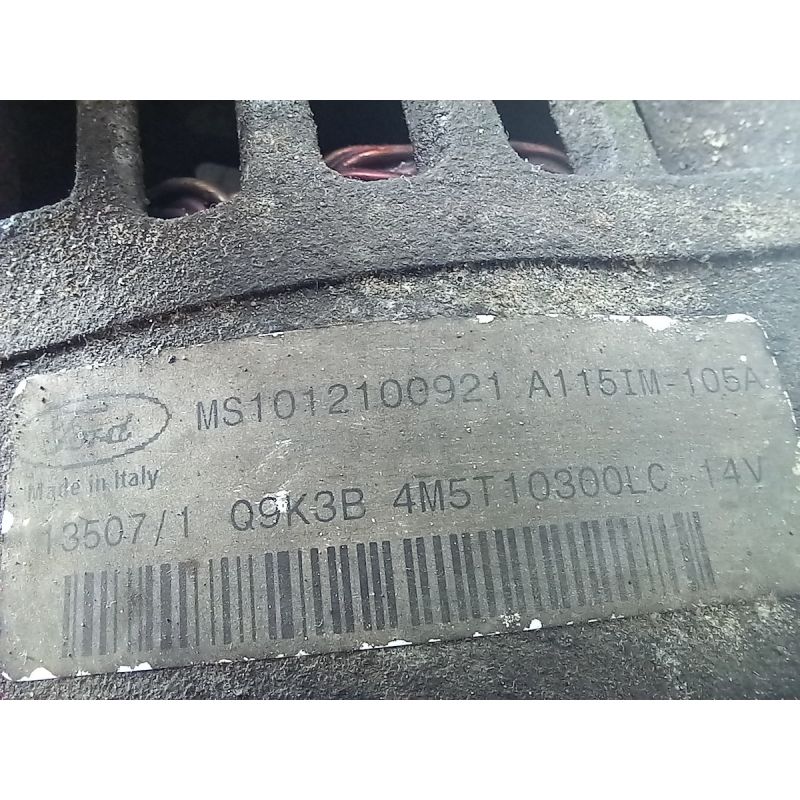 Ford MS1012100921 A115IM-105A
Made in Italy
13507/1 Q9K3B 4M5T10300LC 14V